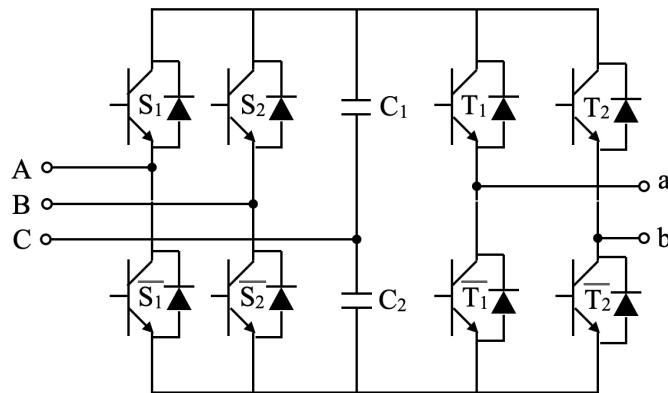 S₁ S₂ C₁ T₁ T₂
A a
B
C b
S̅₁ S̅₂ C₂ T̅₁ T̅₂